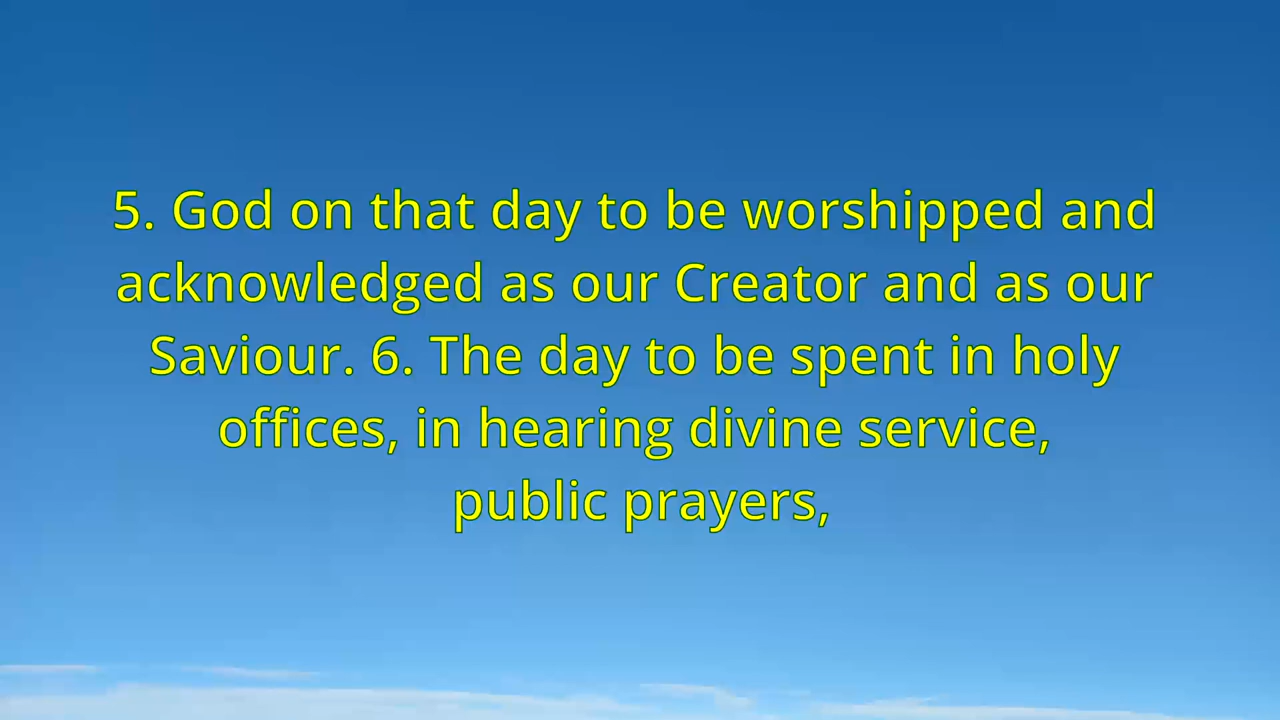 5. God on that day to be worshipped and
acknowledged as our Creator and as our
Saviour. 6. The day to be spent in holy
offices, in hearing divine service,
public prayers,